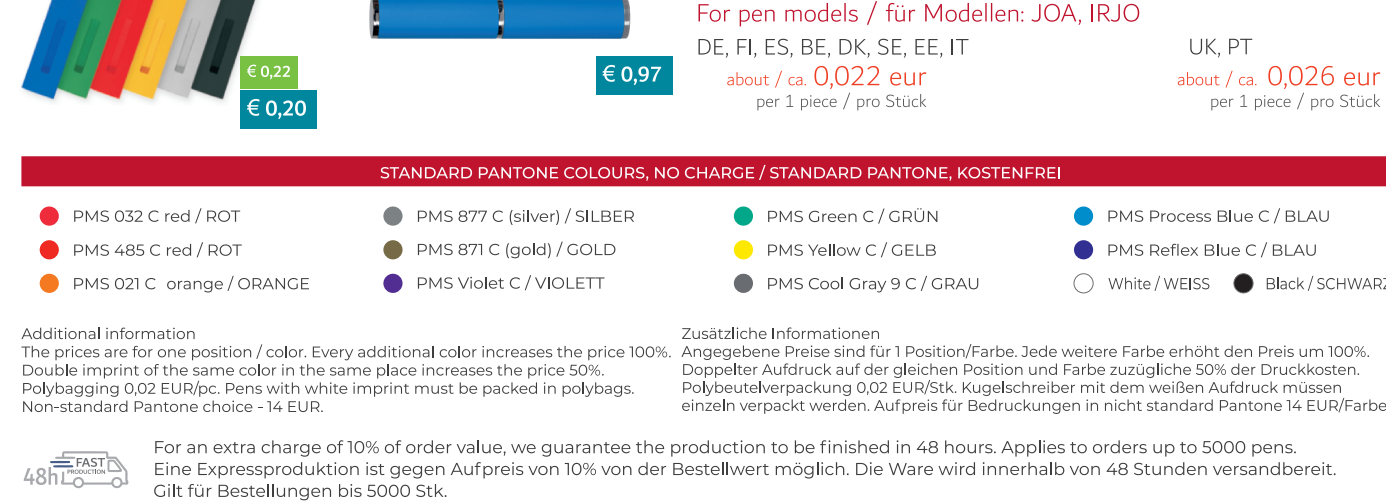 € 0,22
€ 0,20
€ 0,97
For pen models / für Modellen: JOA, IRJO
DE, FI, ES, BE, DK, SE, EE, IT
about / ca. 0,022 eur
per 1 piece / pro Stück
UK, PT
about / ca. 0,026 eur
per 1 piece / pro Stück
STANDARD PANTONE COLOURS, NO CHARGE / STANDARD PANTONE, KOSTENFREI
PMS 032 C red / ROT
PMS 485 C red / ROT
PMS 021 C orange / ORANGE
PMS 877 C (silver) / SILBER
PMS 871 C (gold) / GOLD
PMS Violet C / VIOLETT
PMS Green C / GRÜN
PMS Yellow C / GELB
PMS Cool Gray 9 C / GRAU
PMS Process Blue C / BLAU
PMS Reflex Blue C / BLAU
White / WEISS
Black / SCHWARZ
Additional information
The prices are for one position / color. Every additional color increases the price 100%.
Double imprint of the same color in the same place increases the price 50%.
Polybagging 0,02 EUR/pc. Pens with white imprint must be packed in polybags.
Non-standard Pantone choice - 14 EUR.
Zusätzliche Informationen
Angegebene Preise sind für 1 Position/Farbe. Jede weitere Farbe erhöht den Preis um 100%.
Doppelter Aufdruck auf der gleichen Position und Farbe zuzügliche 50% der Druckkosten.
Polybeutelverpackung 0,02 EUR/Stk. Kugelschreiber mit dem weißen Aufdruck müssen
einzeln verpackt werden. Aufpreis für Bedruckungen in nicht standard Pantone 14 EUR/Farbe
48h FAST
PRODUCTION
For an extra charge of 10% of order value, we guarantee the production to be finished in 48 hours. Applies to orders up to 5000 pens.
Eine Expressproduktion ist gegen Aufpreis von 10% von der Bestellwert möglich. Die Ware wird innerhalb von 48 Stunden versandbereit.
Gilt für Bestellungen bis 5000 Stk.